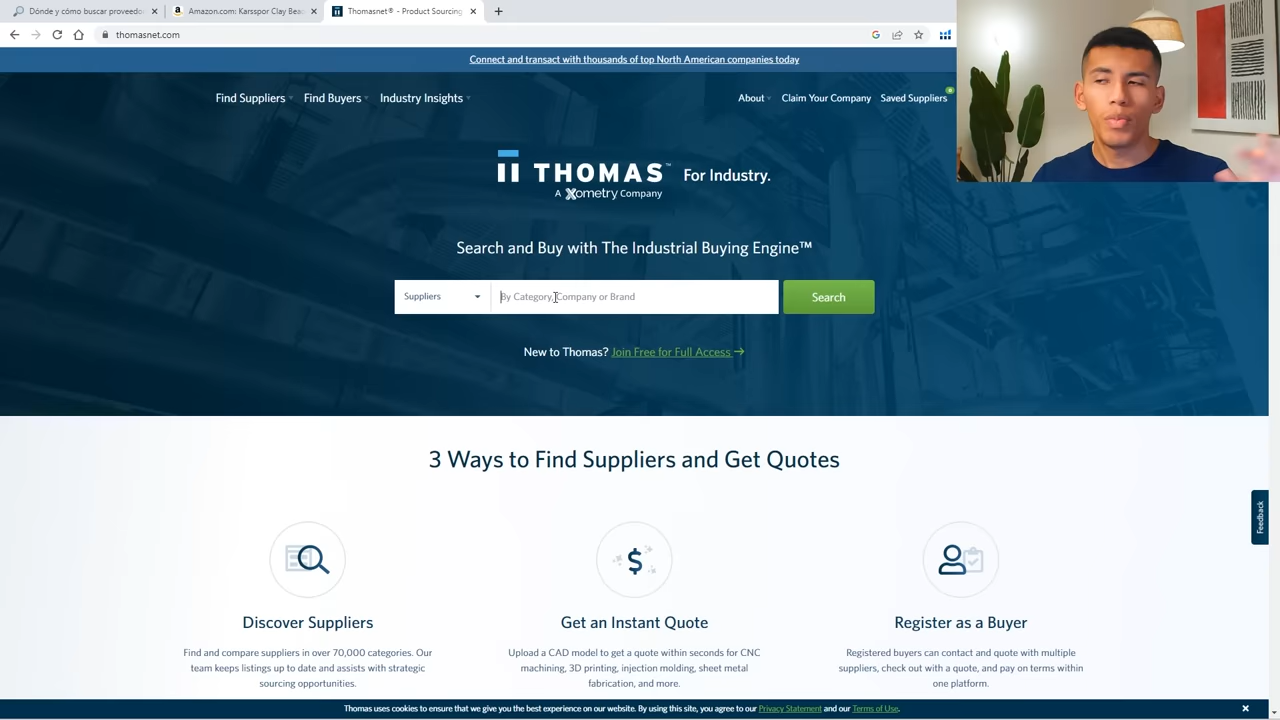 Dónde y cómo buscar proveedo
Amazon.com: Karsspor Clay Bea
Thomasnet® - Product Sourcing
thomasnet.com
Connect and transact with thousands of top North American companies today
Find Suppliers
Find Buyers
Industry Insights
About
Claim Your Company
Saved Suppliers
THOMAS™ For Industry.
A Xometry Company
Search and Buy with The Industrial Buying Engine™
Suppliers
By Category, Company or Brand
Search
New to Thomas? Join Free for Full Access
3 Ways to Find Suppliers and Get Quotes
Feedback
Discover Suppliers
Find and compare suppliers in over 70,000 categories. Our
team keeps listings up to date and assists with strategic
sourcing opportunities.
Get an Instant Quote
Upload a CAD model to get a quote within seconds for CNC
machining, 3D printing, injection molding, sheet metal
fabrication, and more.
Register as a Buyer
Registered buyers can contact and quote with multiple
suppliers, check out with a quote, and pay on terms within
one platform.
Thomas uses cookies to ensure that we give you the best experience on our website. By using this site, you agree to our Privacy Statement and our Terms of Use.